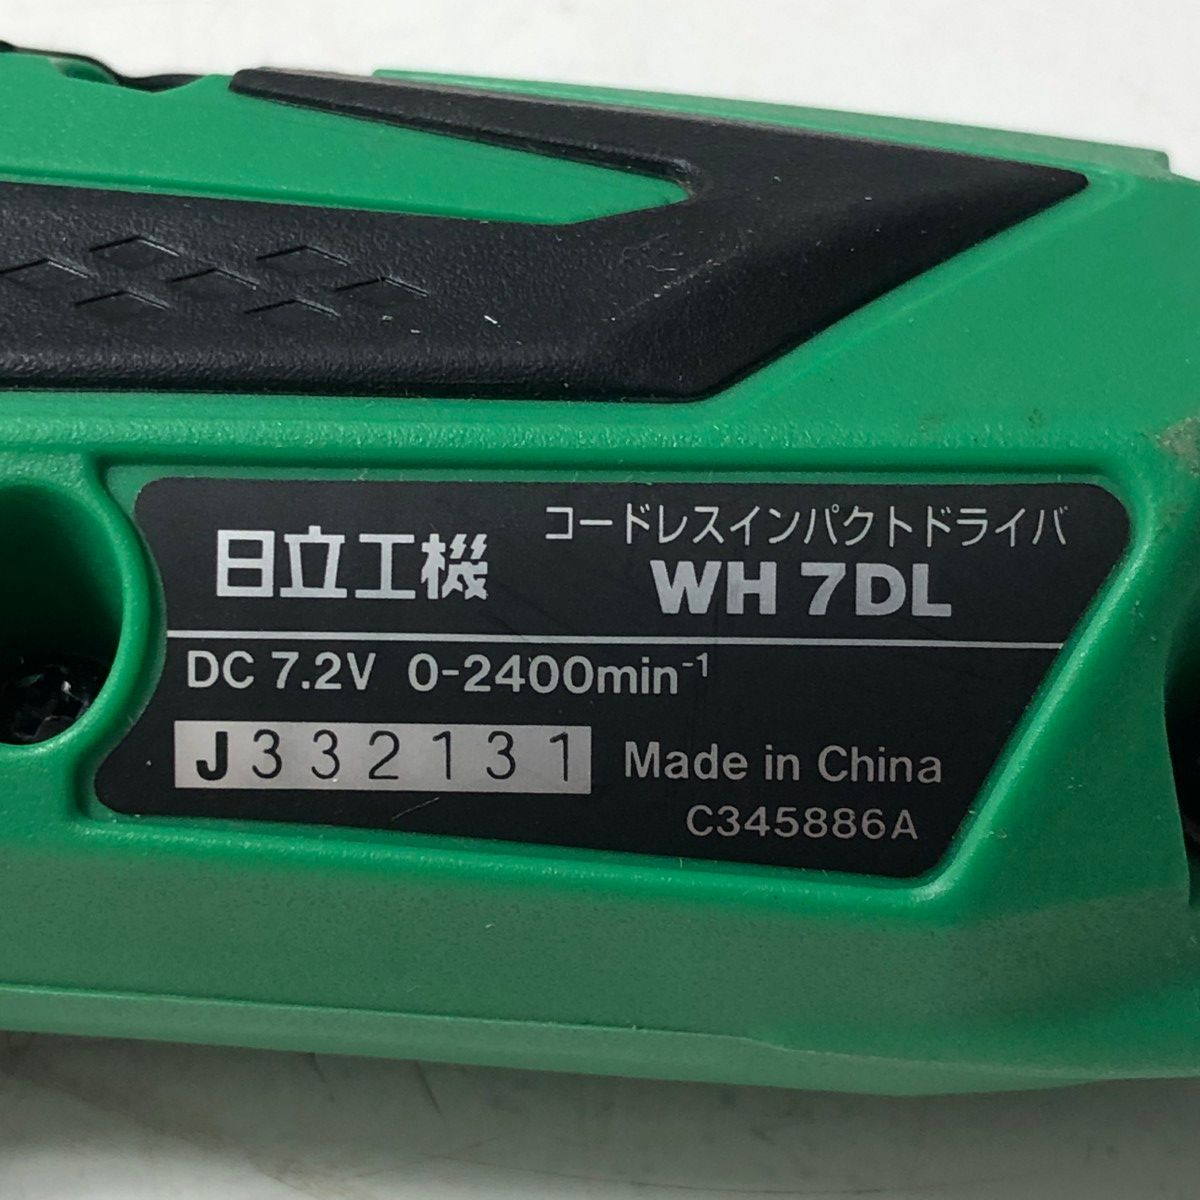 日立工機
コードレスインパクトドライバ
WH 7DL
DC 7.2V 0-2400min⁻¹
J332131
Made in China
C345886A